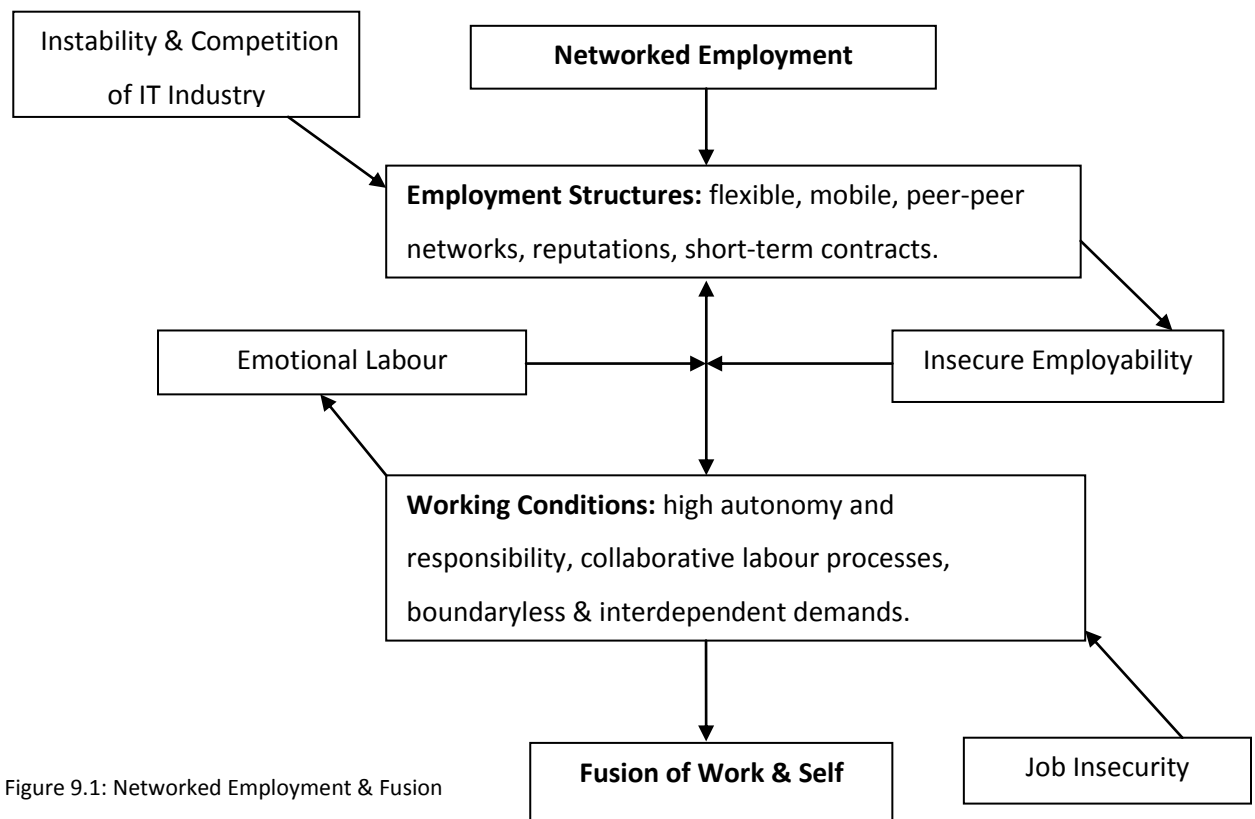 Instability & Competition
of IT Industry
Networked Employment
Employment Structures: flexible, mobile, peer-peer
networks, reputations, short-term contracts.
Emotional Labour
Insecure Employability
Working Conditions: high autonomy and
responsibility, collaborative labour processes,
boundaryless & interdependent demands.
Fusion of Work & Self
Job Insecurity
Figure 9.1: Networked Employment & Fusion